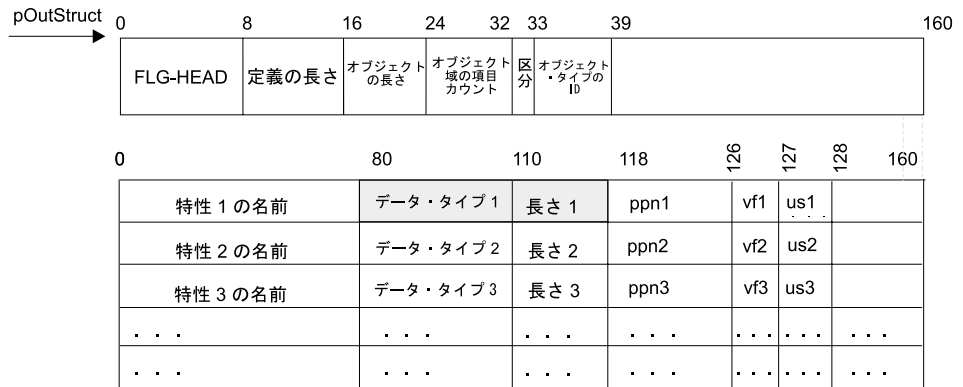 pOutStruct 0 8 16 24 32 33 39 160
FLG-HEAD 定義の長さ オブジェクトの長さ オブジェクト域の項目カウント 区分 オブジェクト・タイプのID
0 80 110 118 126 127 128 160
特性 1 の名前 データ・タイプ 1 長さ 1 ppn1 vf1 us1
. . .
特性 2 の名前 データ・タイプ 2 長さ 2 ppn2 vf2 us2
特性 3 の名前 データ・タイプ 3 長さ 3 ppn3 vf3 us3
. . . . . . . . . . . . . . . . . . . . .
. . . . . . . . . . . . . . . . . . . . .